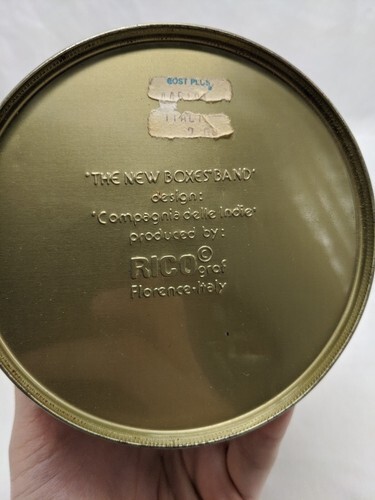 COST PLUS
ITALY
"THE NEW BOXES' BAND"
design:
"Compagnia delle Indie"
produced by:
RICO©graf
Florence-Italy